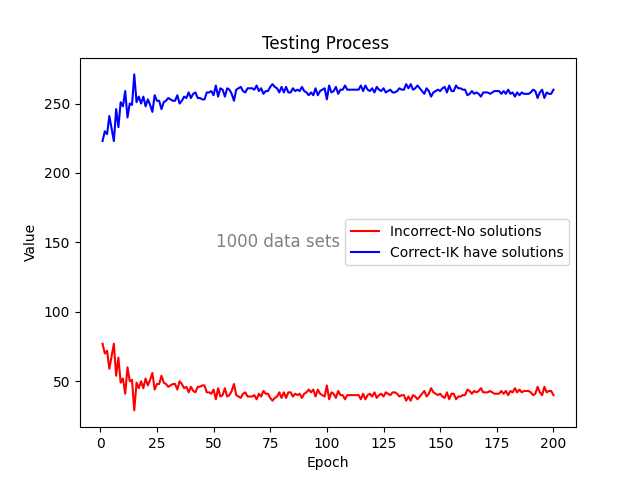 Testing Process
Value
250
200
150
100
50
1000 data sets
Incorrect-No solutions
Correct-IK have solutions
0
25
50
75
100
125
150
175
200
Epoch